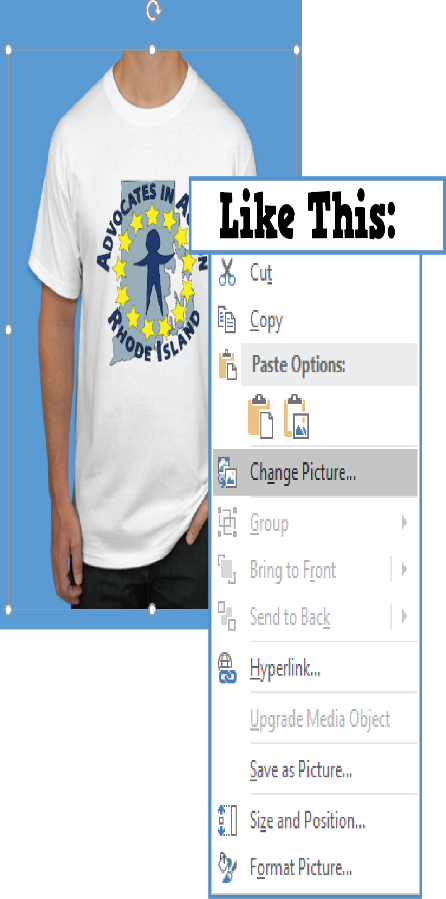 Like This:
ADVOCATES IN A
N
RHODE ISLAND
Cut
Copy
Paste Options:
Change Picture...
Group
Bring to Front
Send to Back
Hyperlink...
Upgrade Media Object
Save as Picture...
Size and Position...
Format Picture...